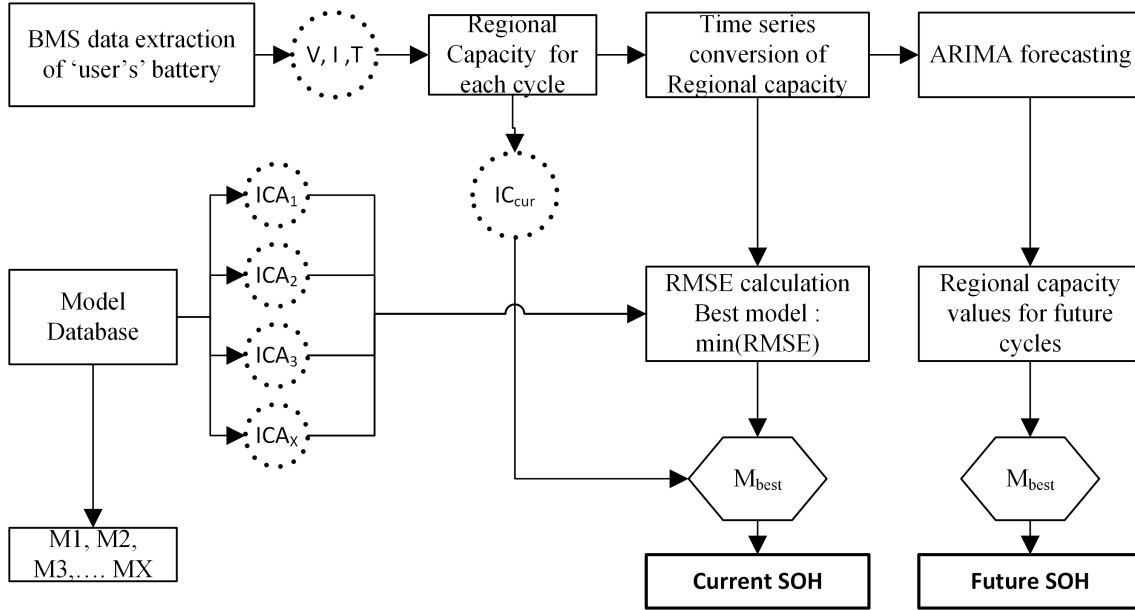 BMS data extraction
of ‘user’s’ battery
V, I ,T
Regional
Capacity for
each cycle
Time series
conversion of
Regional capacity
ARIMA forecasting
ICA1
IC cur
ICA2
Model
Database
ICA3
ICAX
RMSE calculation
Best model :
min(RMSE)
Regional capacity
values for future
cycles
Mbest
Mbest
M1, M2,
M3,…. MX
Current SOH
Future SOH